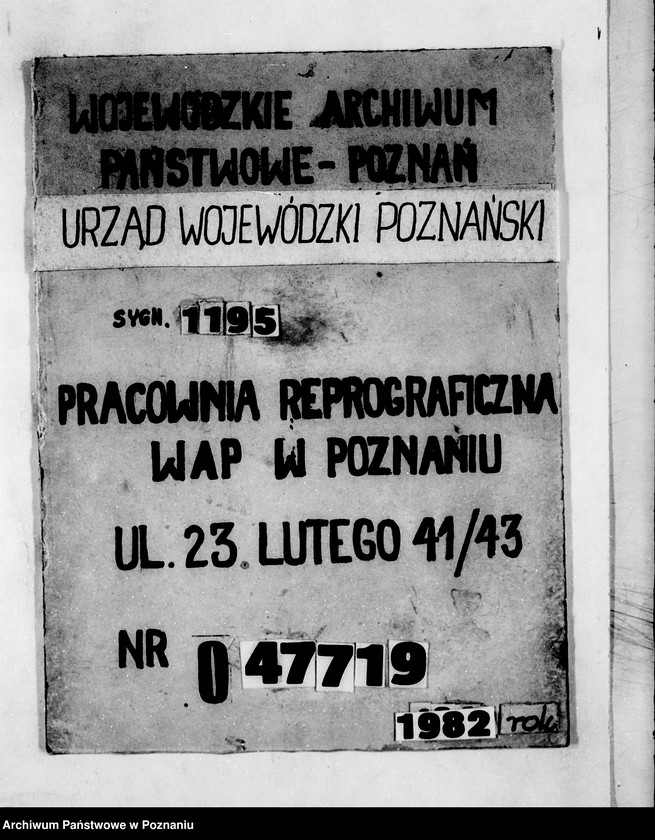 WOJEWÓDZKIE ARCHIWUM
PAŃSTWOWE - POZNAŃ
URZĄD WOJEWÓDZKI POZNAŃSKI
SYGN. 1195
PRACOWNIA REPROGRAFICZNA
WAP W POZNANIU
UL. 23. LUTEGO 41/43
NR 0 47719
1982 rok.
Archiwum Państwowe w Poznaniu